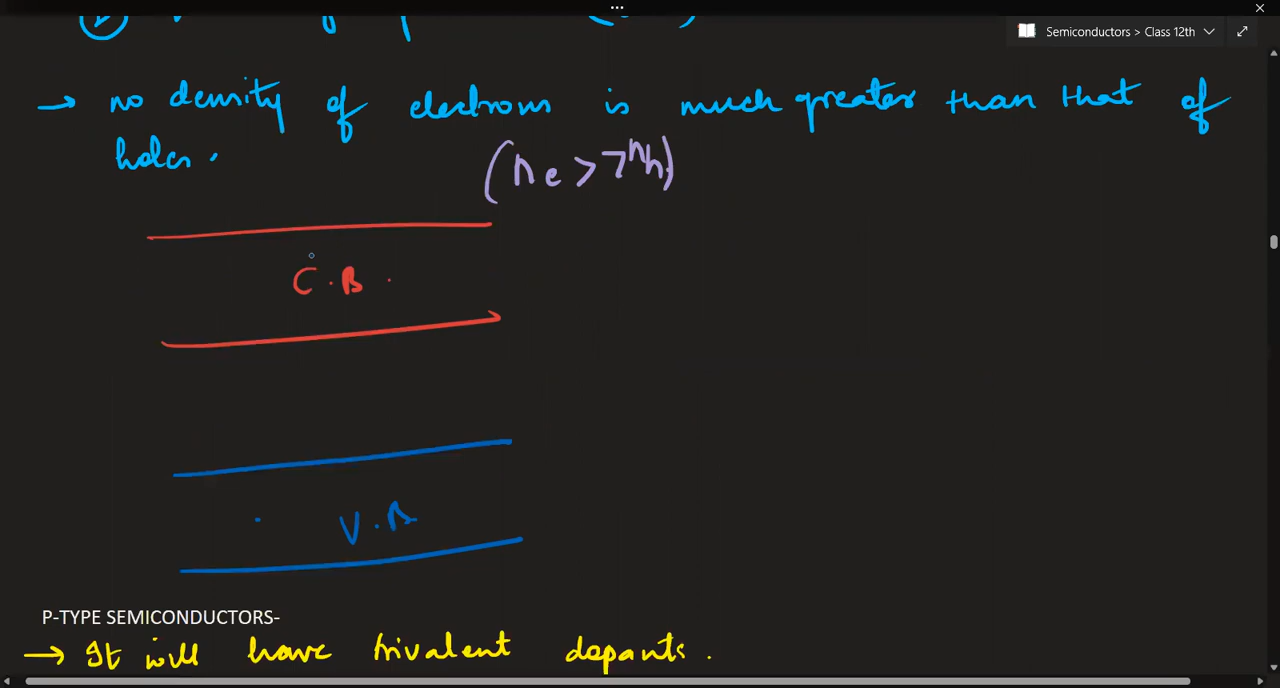 Semiconductors > Class 12th
→ no density of electrons is much greater than that of
holes.
(ne >> nh)
C.B.
V.B
P-TYPE SEMICONDUCTORS-
→ It will have trivalent dopants.